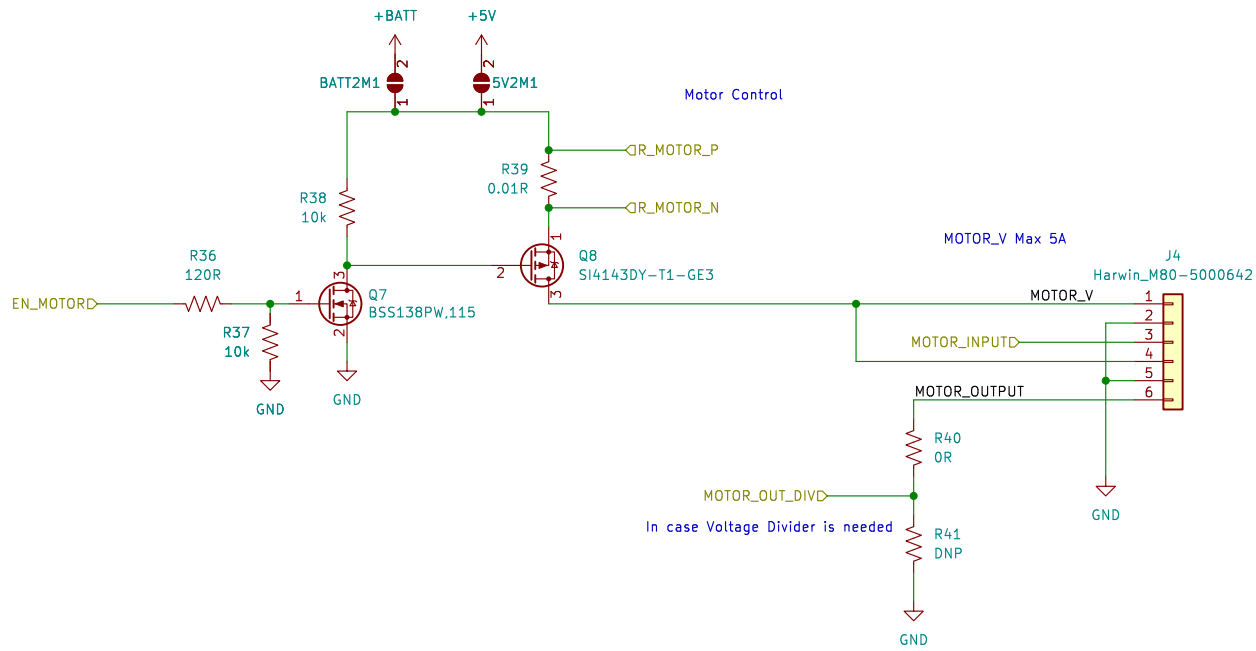 +BATT
+5V
2
2
BATT2M1
5V2M1
1
1
Motor Control
R_MOTOR_P
R39
0.01R
R38
10k
R_MOTOR_N
1
MOTOR_V Max 5A
Q8
SI4143DY-T1-GE3
2
3
R36
120R
J4
Harwin_M80-5000642
3
EN_MOTOR
1
Q7
BSS138PW,115
2
R37
10k
GND
GND
MOTOR_V
1
2
MOTOR_INPUT
3
4
5
MOTOR_OUTPUT
6
R40
0R
MOTOR_OUT_DIV
GND
In case Voltage Divider is needed
R41
DNP
GND